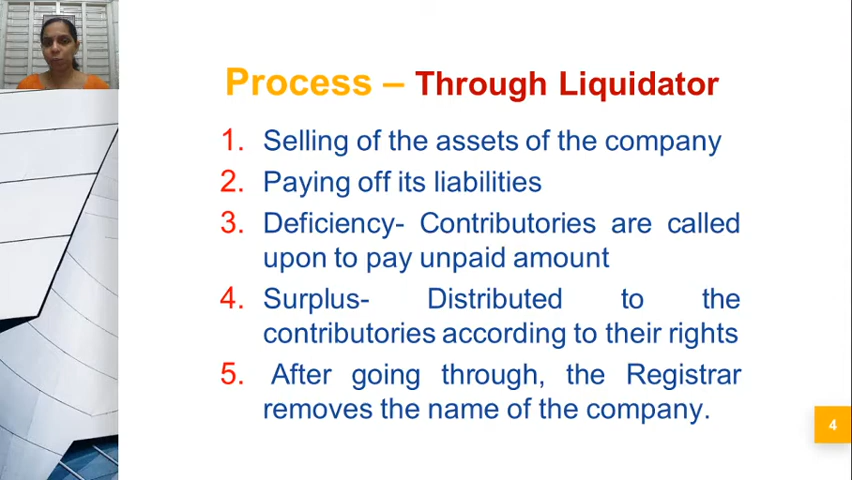 Process – Through Liquidator
1. Selling of the assets of the company
2. Paying off its liabilities
3. Deficiency- Contributories are called
upon to pay unpaid amount
4. Surplus- Distributed to the
contributories according to their rights
5. After going through, the Registrar
removes the name of the company.
4